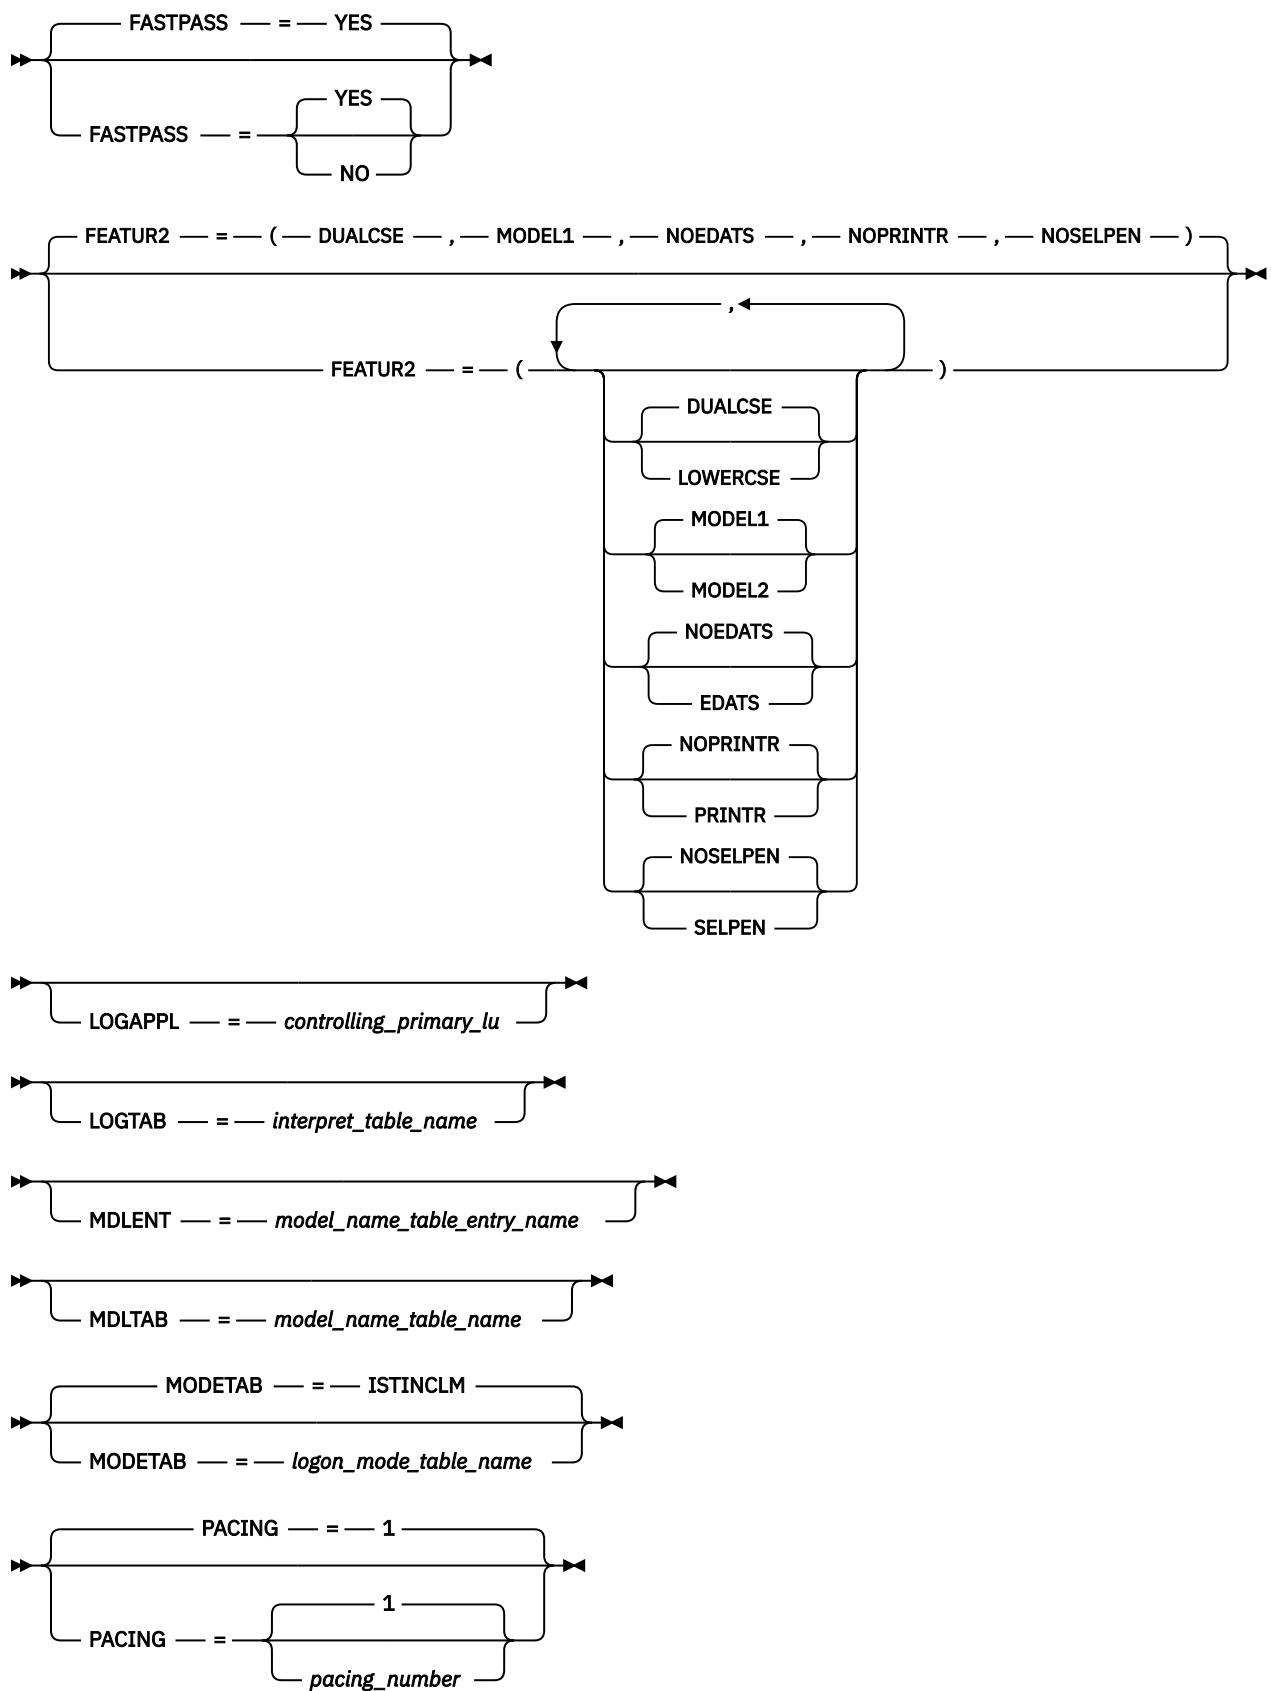 FASTPASS = YES
YES
FASTPASS =
NO
FEATUR2 = ( DUALCSE , MODEL1 , NOEDATS , NOPRINTR , NOSELPEN )
,
FEATUR2 = ( )
DUALCSE
LOWERCSE
MODEL1
MODEL2
NOEDATS
EDATS
NOPRINTR
PRINTR
NOSELPEN
SELPEN
LOGAPPL = controlling_primary_lu
LOGTAB = interpret_table_name
MDLENT = model_name_table_entry_name
MDLTAB = model_name_table_name
MODETAB = ISTINCLM
MODETAB = logon_mode_table_name
PACING = 1
1
PACING =
pacing_number